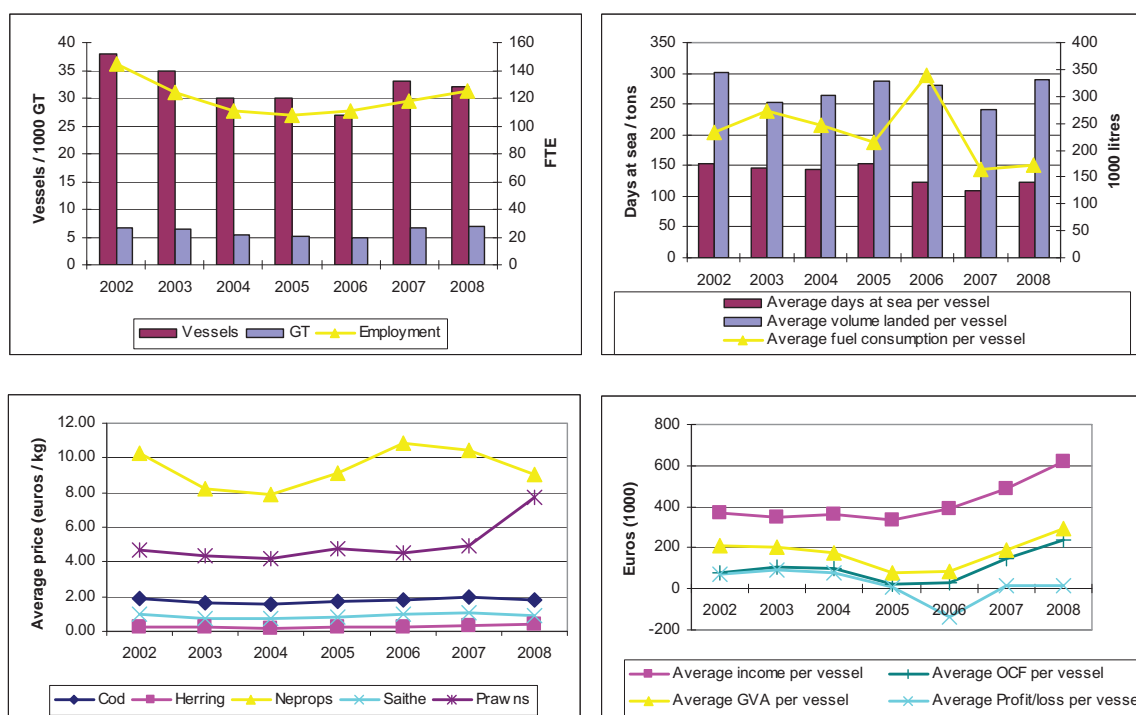 Vessels / 1000 GT
40
35
30
25
20
15
10
5
0
160
140
120
100
80
60
40
20
0
FTE
2002 2003 2004 2005 2006 2007 2008
Vessels GT Employment
Days at sea / tons
350
300
250
200
150
100
50
0
400
350
300
250
200
150
100
50
0
1000 litres
2002 2003 2004 2005 2006 2007 2008
Average days at sea per vessel
Average volume landed per vessel
Average fuel consumption per vessel
Average price (euros / kg)
12.00
10.00
8.00
6.00
4.00
2.00
0.00
2002 2003 2004 2005 2006 2007 2008
Cod Herring Neprops Saithe Prawns
Euros (1000)
800
600
400
200
0
-200
2002 2003 2004 2005 2006 2007 2008
Average income per vessel Average OCF per vessel
Average GVA per vessel Average Profit/loss per vesse